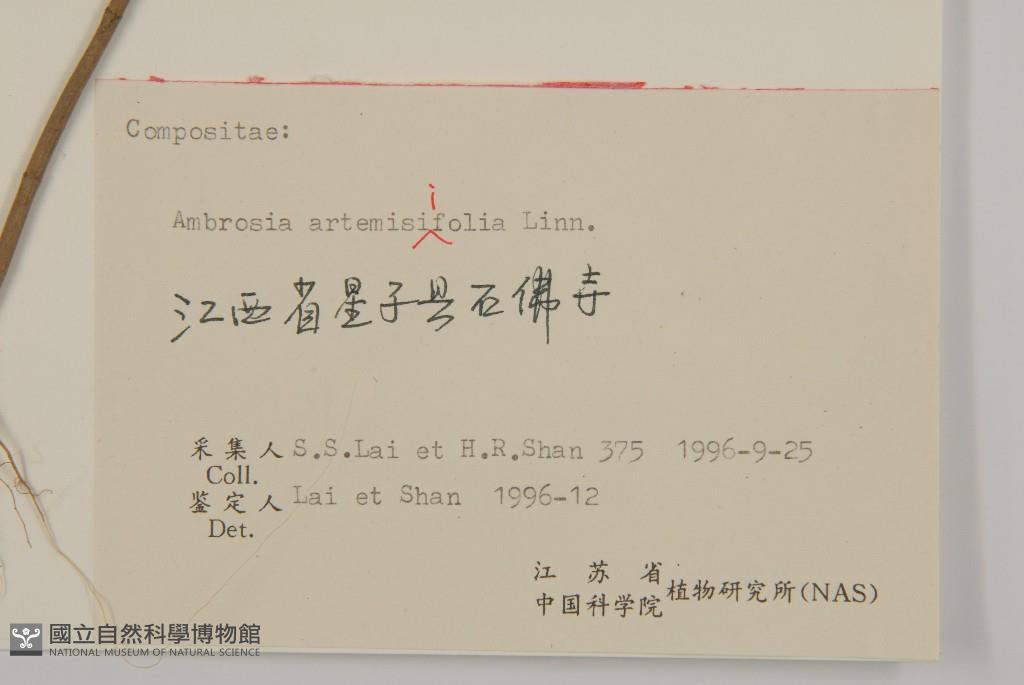 Compositae:
i
Ambrosia artemisifolia Linn.
江西省星子县石佛寺
采集人 S.S.Lai et H.R.Shan 375 1996-9-25
Coll.
鉴定人 Lai et Shan 1996-12
Det.
江苏省
中国科学院 植物研究所(NAS)
國立自然科學博物館
NATIONAL MUSEUM OF NATURAL SCIENCE